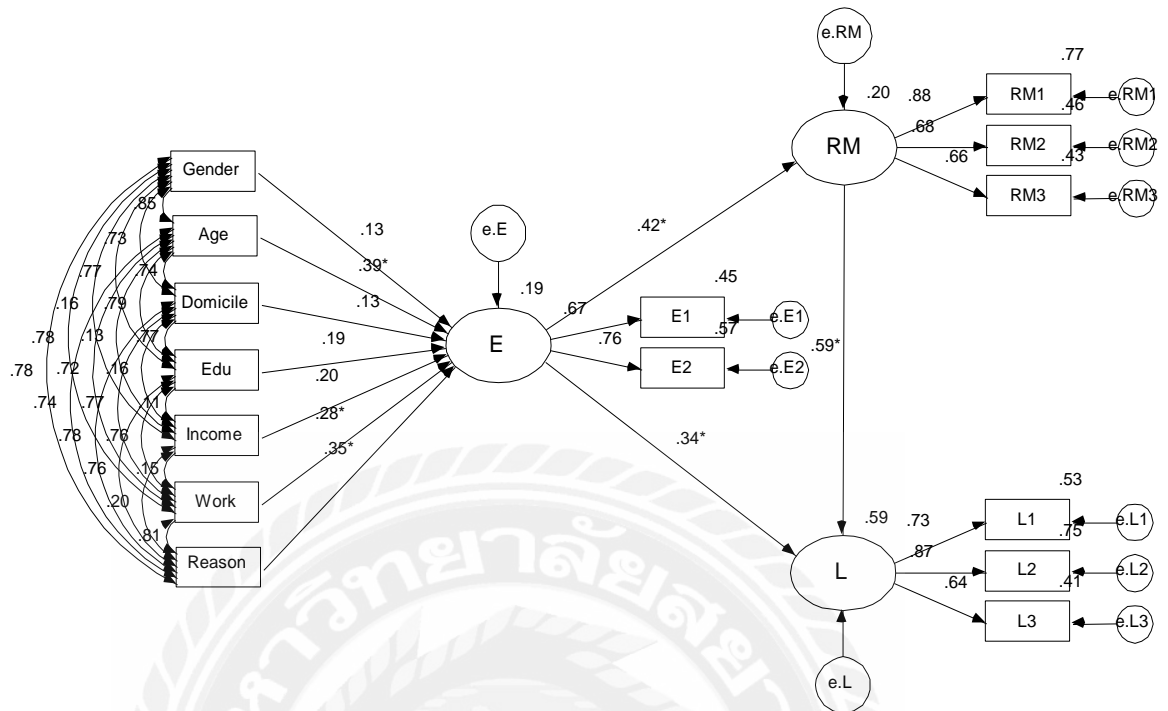 e.RM
.77
.20
.88
RM1
e.RM1
.46
RM
.68
RM2
e.RM2
.43
.66
RM3
e.RM3
Gender
.85
.13
Age
.73
.39*
e.E
.42*
.77
.74
.13
Domicile
.16
.79
.19
.19
.67
.45
E1
e.E1
.57
E
.76
E2
e.E2
.59*
.78
.13
.77
Edu
.20
.78
.72
.16
.74
.77
.11
Income
.28*
.78
.76
.35*
.34*
.76
.15
Work
.20
.81
Reason
.53
.59
.73
L1
e.L1
.75
.87
L
L2
e.L2
.41
.64
L3
e.L3
e.L